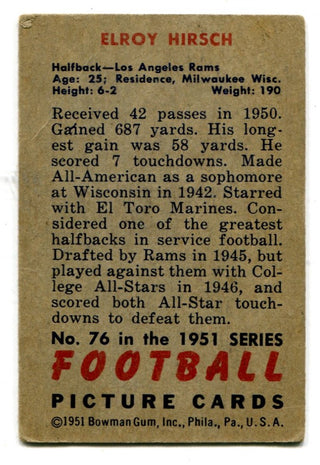 ELROY HIRSCH
Halfback—Los Angeles Rams
Age: 25; Residence, Milwaukee Wisc.
Height: 6-2 Weight: 190
Received 42 passes in 1950.
Gained 687 yards. His long-
est gain was 58 yards. He
scored 7 touchdowns. Made
All-American as a sophomore
at Wisconsin in 1942. Starred
with El Toro Marines. Con-
sidered one of the greatest
halfbacks in service football.
Drafted by Rams in 1945, but
played against them with Col-
lege All-Stars in 1946, and
scored both All-Star touch-
downs to defeat them.
No. 76 in the 1951 SERIES
FOOTBALL
PICTURE CARDS
©1951 Bowman Gum, Inc., Phila., Pa., U.S.A.